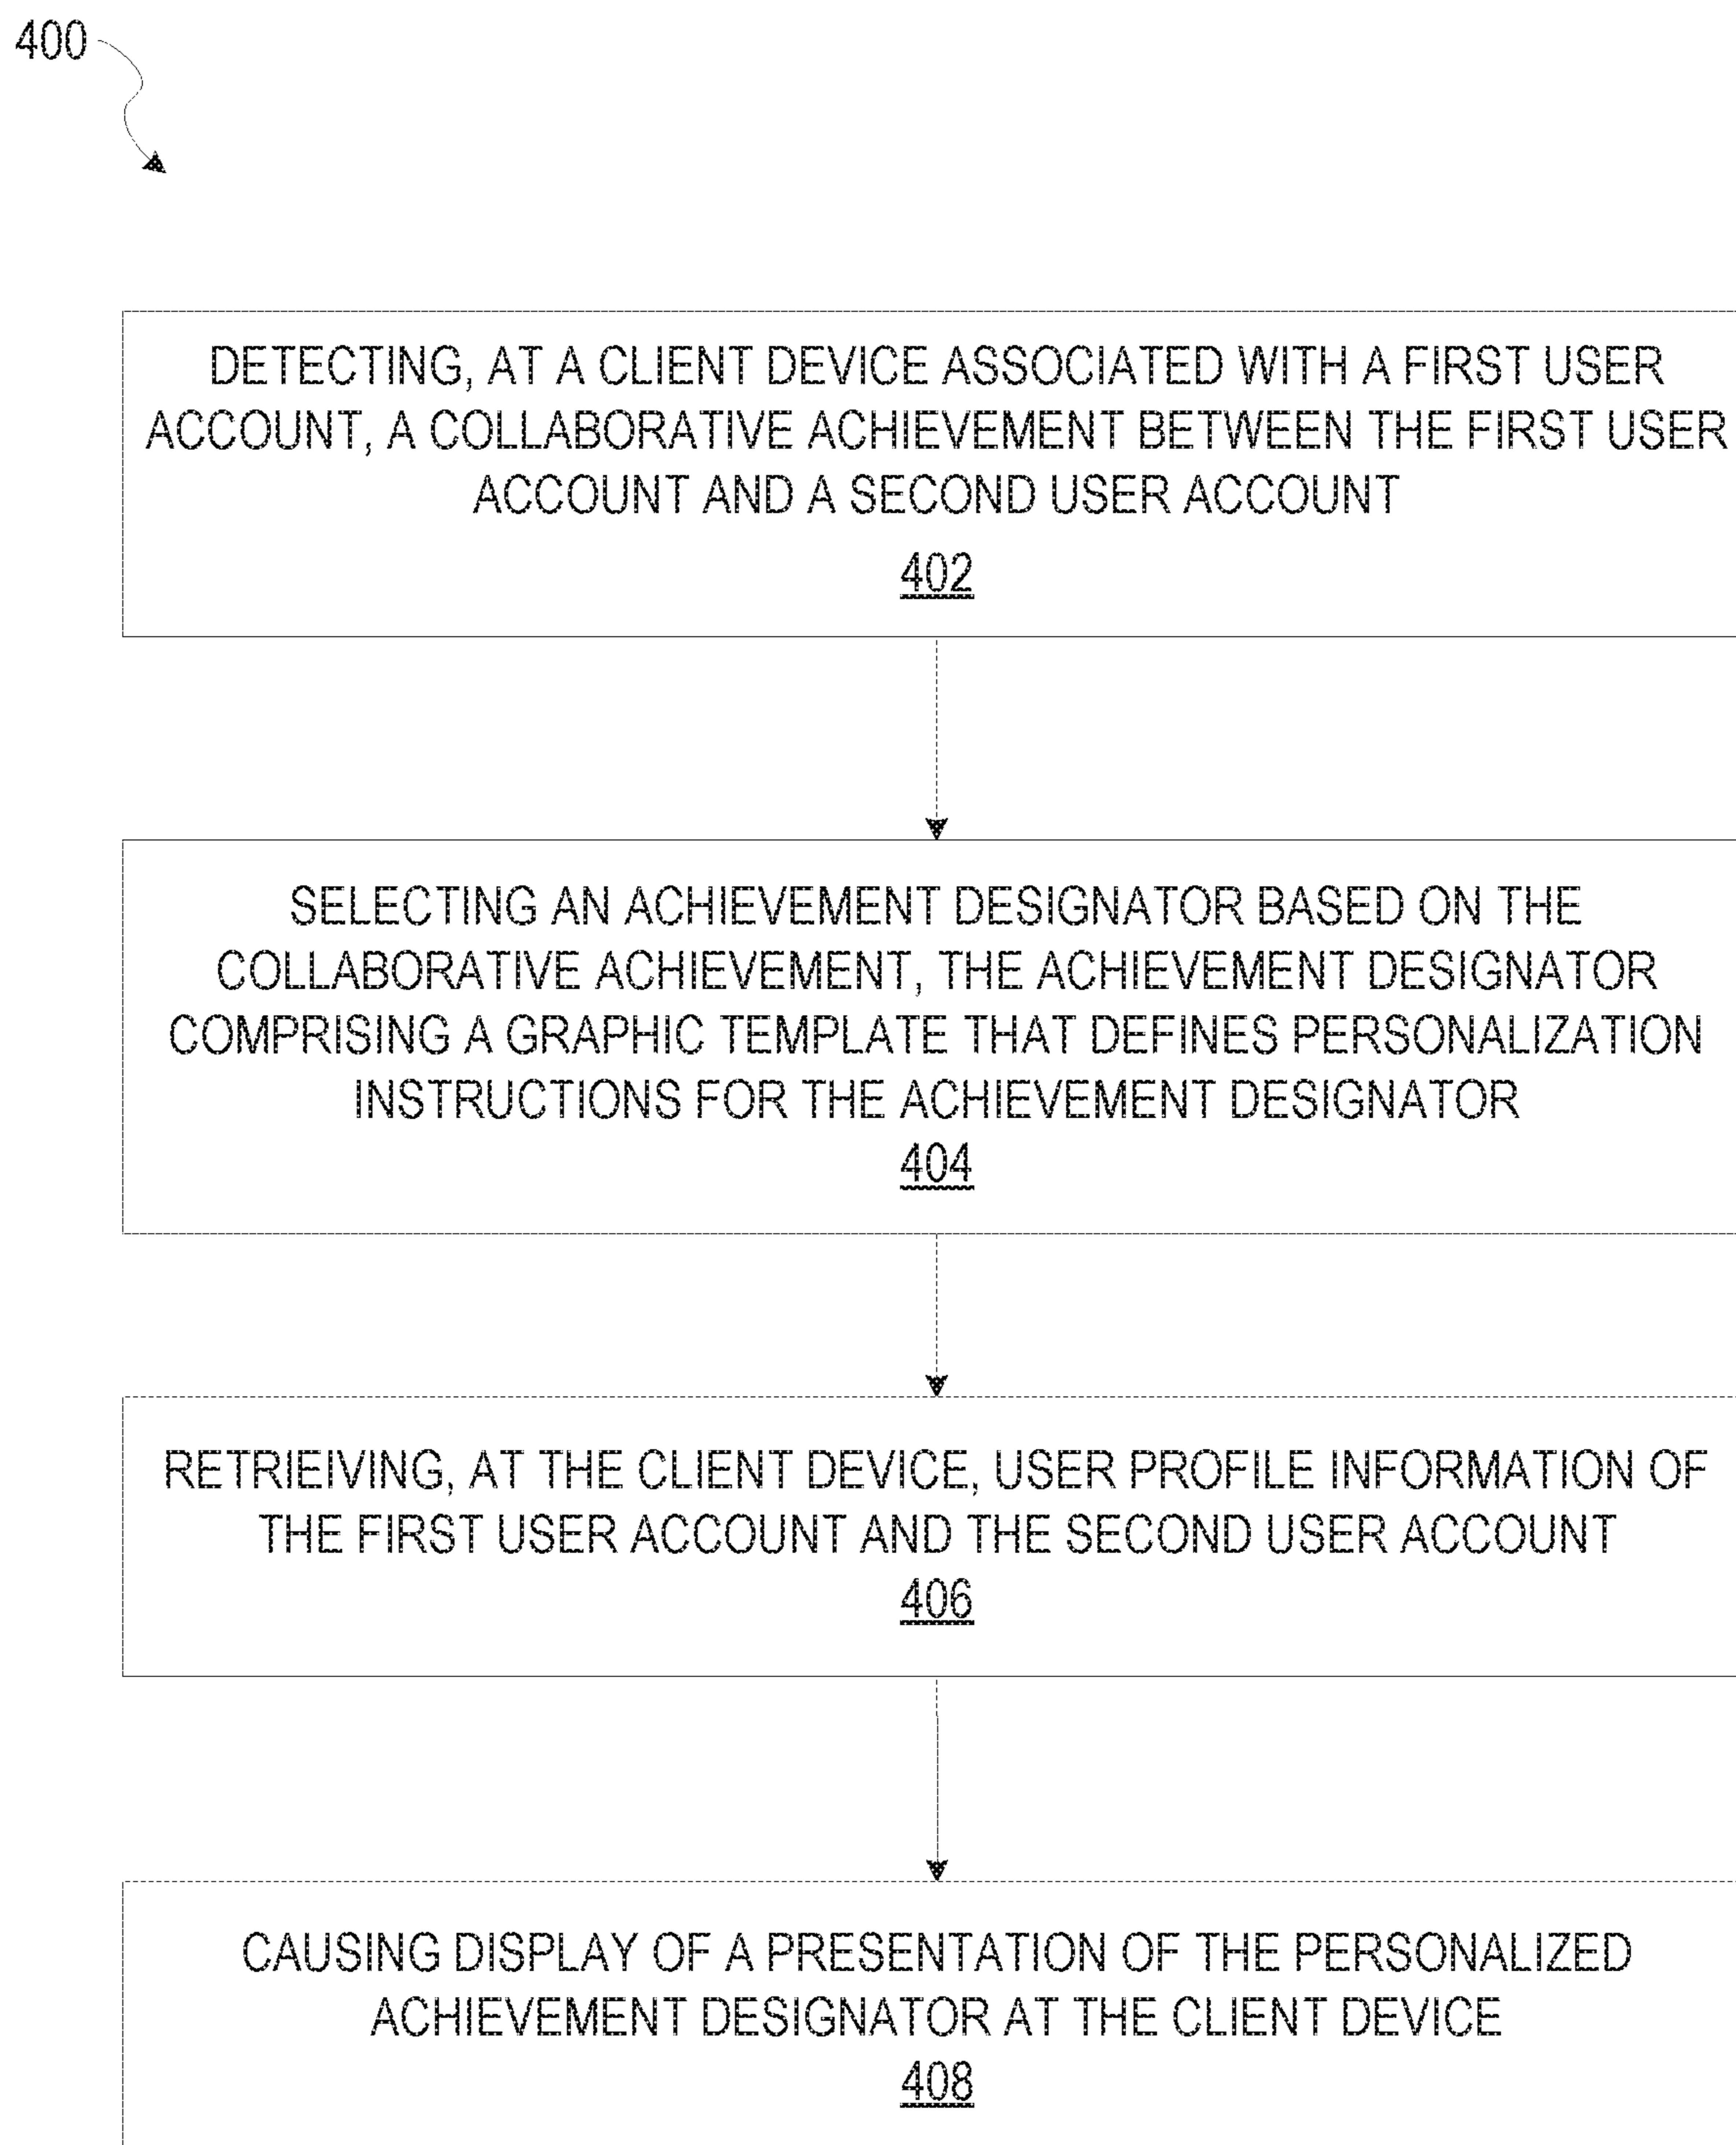 400
DETECTING, AT A CLIENT DEVICE ASSOCIATED WITH A FIRST USER
ACCOUNT, A COLLABORATIVE ACHIEVEMENT BETWEEN THE FIRST USER
ACCOUNT AND A SECOND USER ACCOUNT
402
SELECTING AN ACHIEVEMENT DESIGNATOR BASED ON THE
COLLABORATIVE ACHIEVEMENT, THE ACHIEVEMENT DESIGNATOR
COMPRISING A GRAPHIC TEMPLATE THAT DEFINES PERSONALIZATION
INSTRUCTIONS FOR THE ACHIEVEMENT DESIGNATOR
404
RETRIEIVING, AT THE CLIENT DEVICE, USER PROFILE INFORMATION OF
THE FIRST USER ACCOUNT AND THE SECOND USER ACCOUNT
406
CAUSING DISPLAY OF A PRESENTATION OF THE PERSONALIZED
ACHIEVEMENT DESIGNATOR AT THE CLIENT DEVICE
408